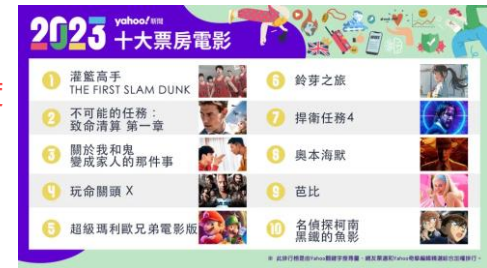 2023 yahoo!新聞
十大票房電影
1 灌籃高手
THE FIRST SLAM DUNK
2 不可能的任務：
致命清算 第一章
3 關於我和鬼
變成家人的那件事
4 玩命關頭 X
5 超級瑪利歐兄弟電影版
6 鈴芽之旅
7 捍衛任務4
8 奧本海默
9 芭比
10 名偵探柯南
黑鐵的魚影